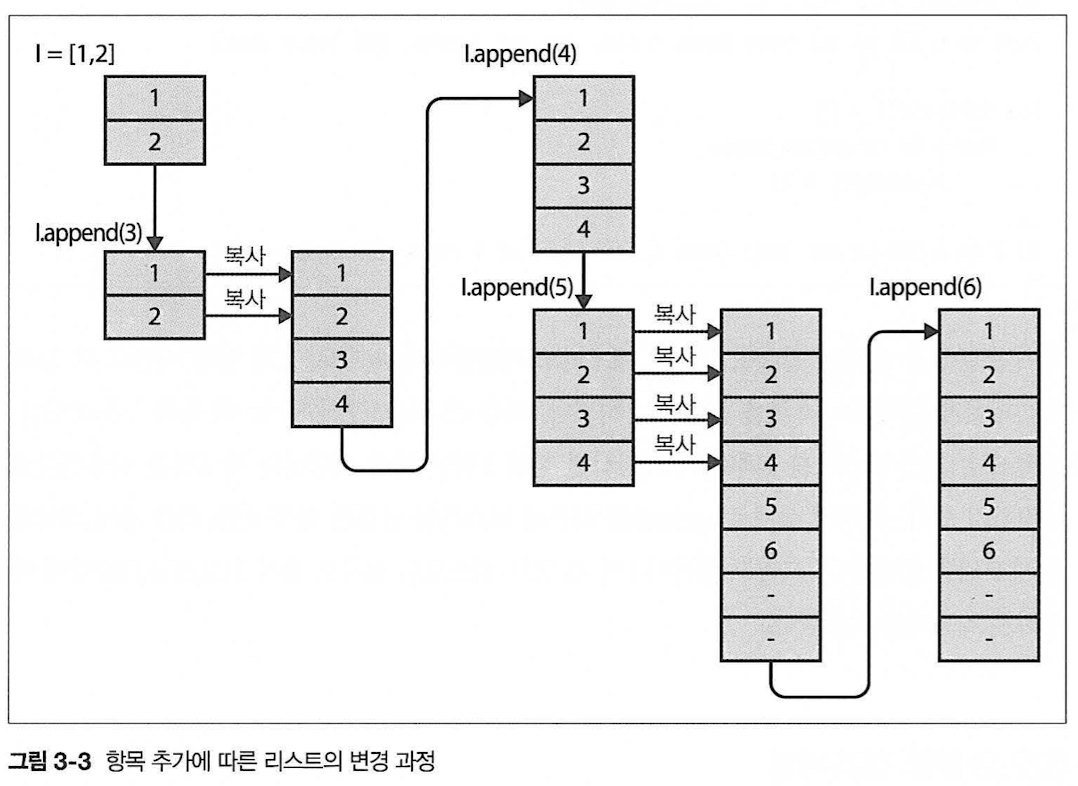 l = [1,2]
1
2
l.append(3)
1
2
복사
복사
1
2
3
4
l.append(4)
1
2
3
4
l.append(5)
1
2
3
4
복사
복사
복사
복사
1
2
3
4
5
6
-
-
l.append(6)
1
2
3
4
5
6
-
-
그림 3-3 항목 추가에 따른 리스트의 변경 과정